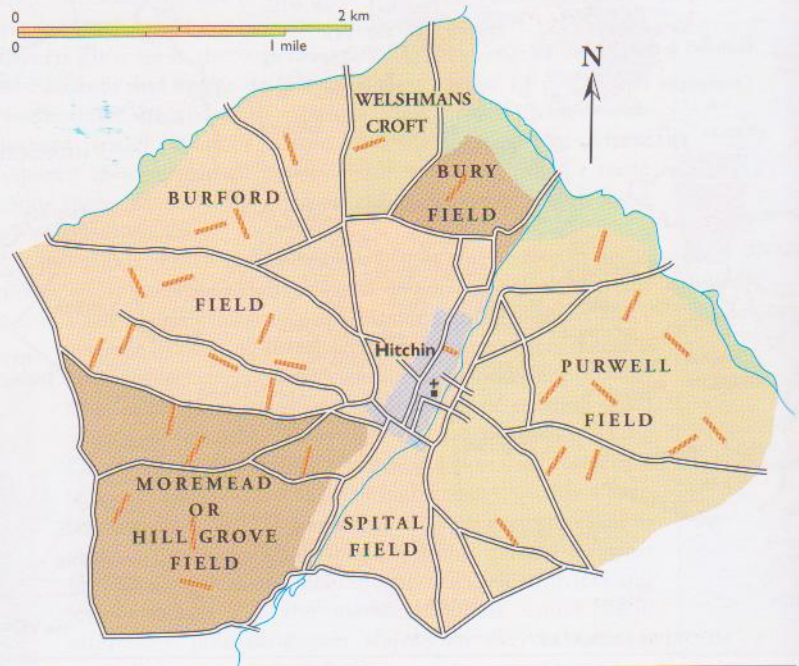 0 2 km
0 1 mile
N
WELSHMANS
CROFT
BURY
FIELD
BURFORD
FIELD
Hitchin
PURWELL
FIELD
MOREMEAD
OR
HILL GROVE
FIELD
SPITAL
FIELD